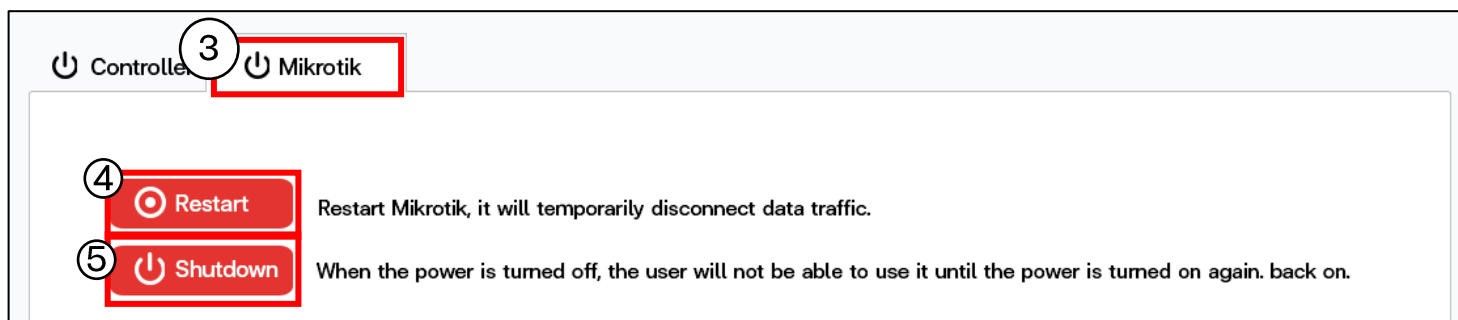 Controller ③ Mikrotik
④ Restart Restart Mikrotik, it will temporarily disconnect data traffic.
⑤ Shutdown When the power is turned off, the user will not be able to use it until the power is turned on again. back on.